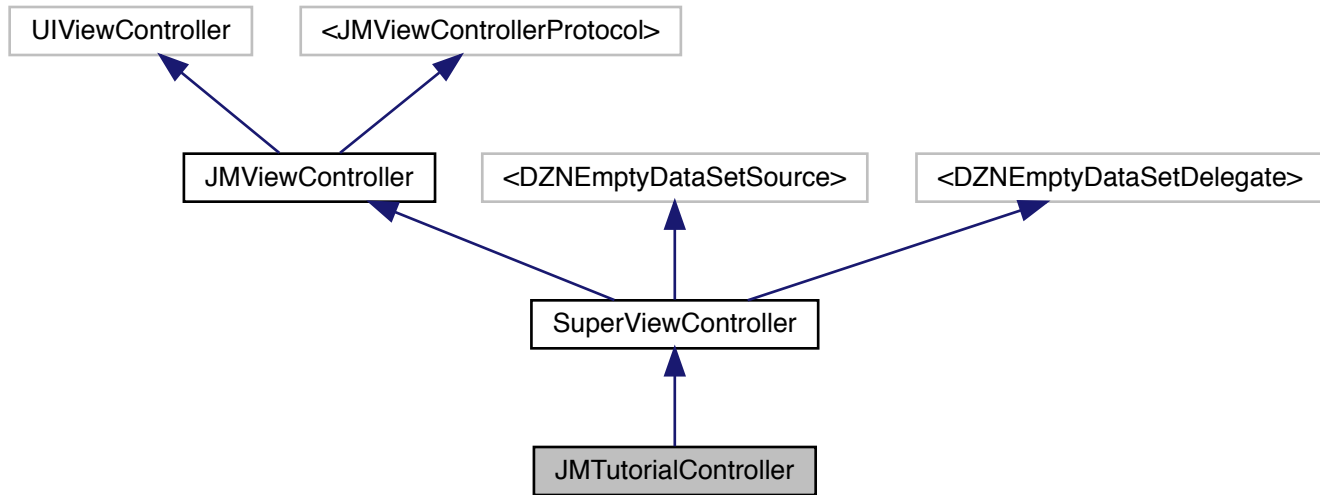 UIViewController
<JMViewControllerProtocol>
JMViewController
<DZNEmptyDataSetSource>
<DZNEmptyDataSetDelegate>
SuperViewController
JMTutorialController